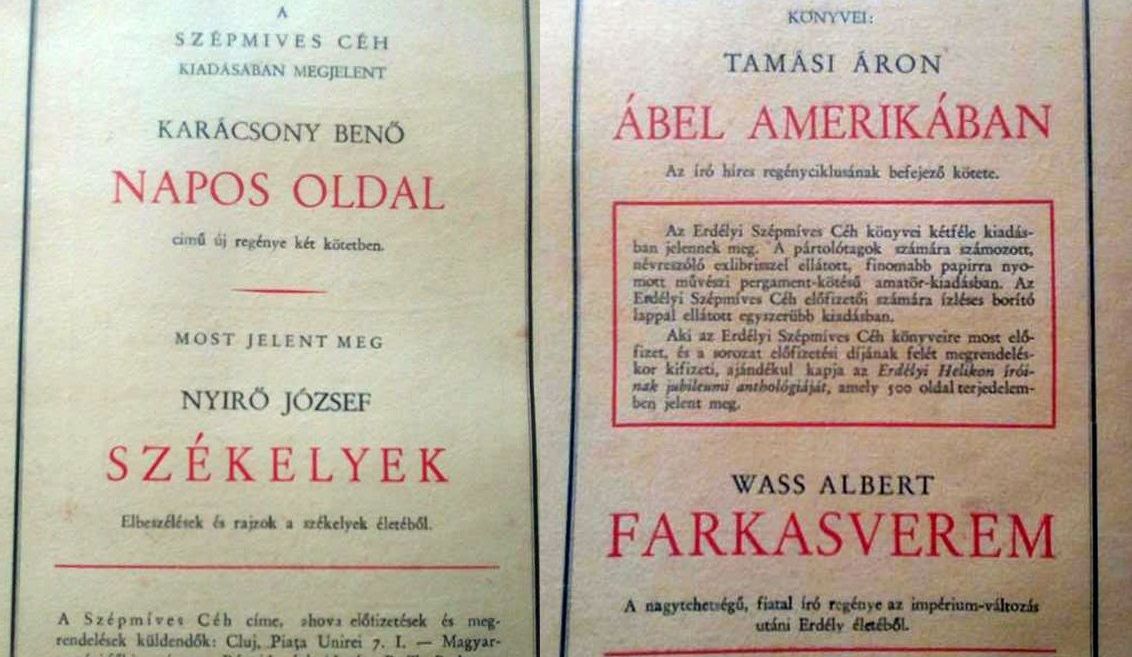 A
SZÉPMIVES CÉH
KIADÁSÁBAN MEGJELENT
KARÁCSONY BENŐ
NAPOS OLDAL
című új regénye két kötetben.
MOST JELENT MEG
NYIRŐ JÓZSEF
SZÉKELYEK
Elbeszélések és rajzok a székelyek életéből.
A Szépmíves Céh címe, ahova előfizetések és meg-
rendelések küldendők: Cluj, Piaţa Unirei 7. I. — Magyar-
KÖNYVEI:
TAMÁSI ÁRON
ÁBEL AMERIKÁBAN
Az író híres regényciklusának befejező kötete.
Az Erdélyi Szépmíves Céh könyvei kétféle kiadás-
ban jelennek meg. A pártolótagok számára számozott,
névreszóló exlibrisszel ellátott, finomabb papirra nyo-
mott művészi pergament-kötésű amatőr-kiadásban. Az
Erdélyi Szépmíves Céh előfizetői számára ízléses borító
lappal ellátott egyszerübb kiadásban.
Aki az Erdélyi Szépmíves Céh könyveire most elő-
fizet, és a sorozat előfizetési díjának felét megrendelés-
kor kifizeti, ajándékul kapja az Erdélyi Helikon írói-
nak jubileumi anthológiáját, amely 500 oldal terjedelem-
ben jelent meg.
WASS ALBERT
FARKASVEREM
A nagytehetségű, fiatal író regénye az impérium-változás
utáni Erdély életéből.